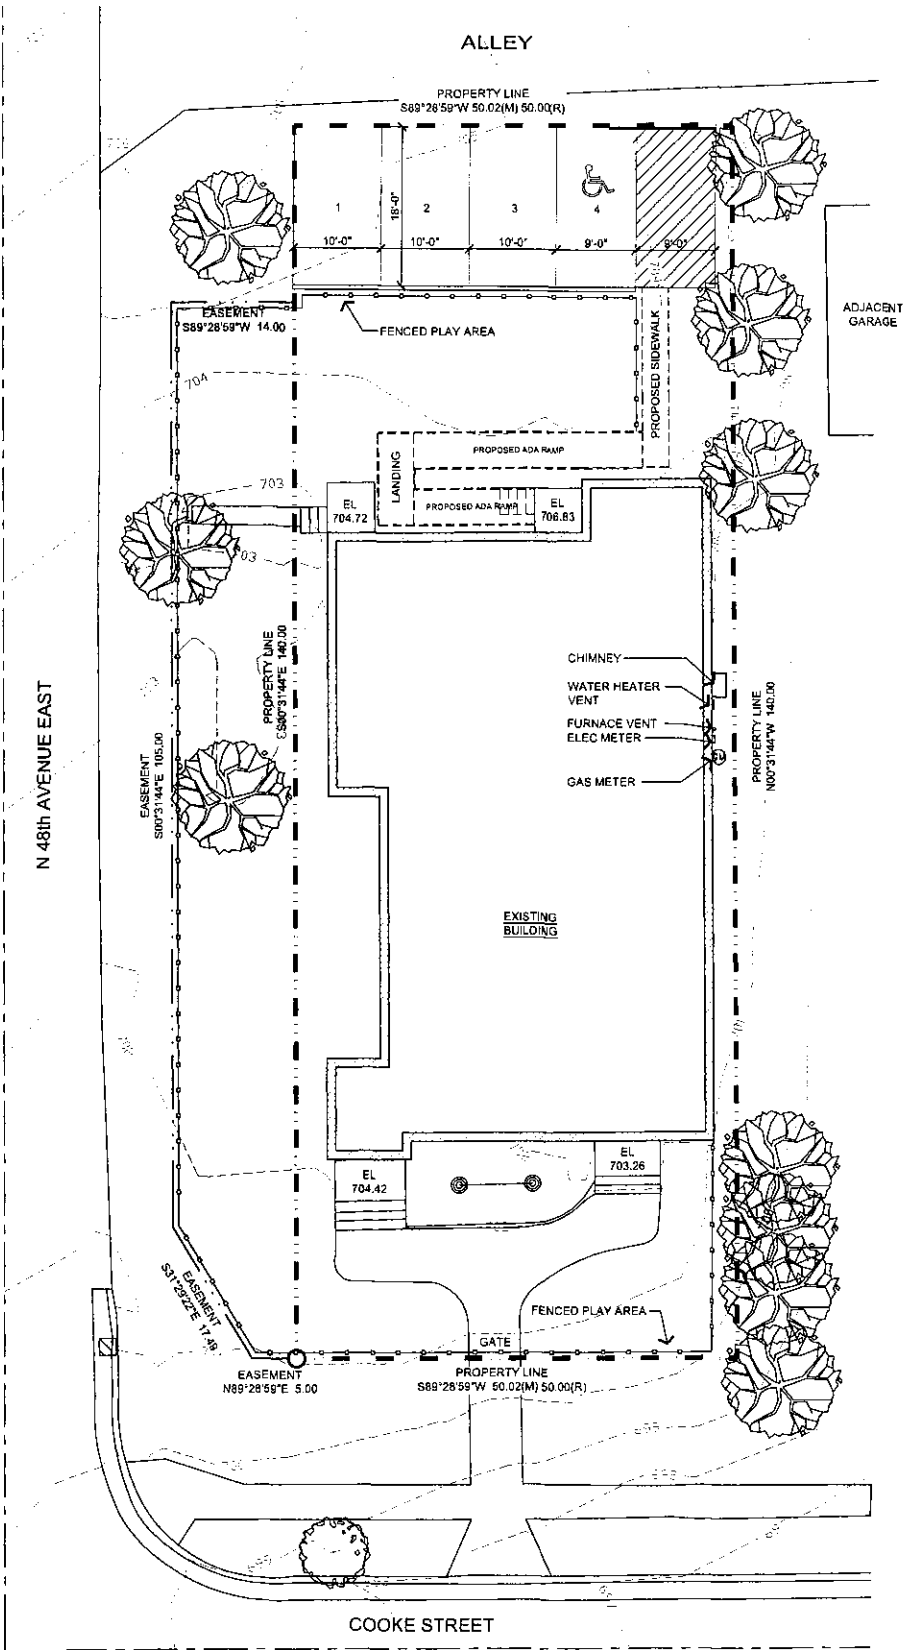 ALLEY
PROPERTY LINE
S89°28'59"W 50.02(M) 50.00(R)
1
2
3
4
18'-0"
10'-0"
10'-0"
10'-0"
9'-0"
8'-0"
ADJACENT
GARAGE
EASEMENT
S89°28'59"W 14.00
FENCED PLAY AREA
PROPOSED SIDEWALK
704
PROPOSED ADA RAMP
LANDING
703
EL
704.72
PROPOSED ADA RAMP
EL
706.83
703
PROPERTY LINE
S00°31'44"E 140.00
CHIMNEY
WATER HEATER
VENT
FURNACE VENT
ELEC METER
GAS METER
PROPERTY LINE
N00°31'44"W 140.00
N 48th AVENUE EAST
EASEMENT
S00°31'44"E 105.00
EXISTING
BUILDING
EL
703.26
EL
704.42
EASEMENT
S31°29'22"E 17.49
FENCED PLAY AREA
GATE
EASEMENT
N89°28'59"E 5.00
PROPERTY LINE
S89°28'59"W 50.02(M) 50.00(R)
COOKE STREET